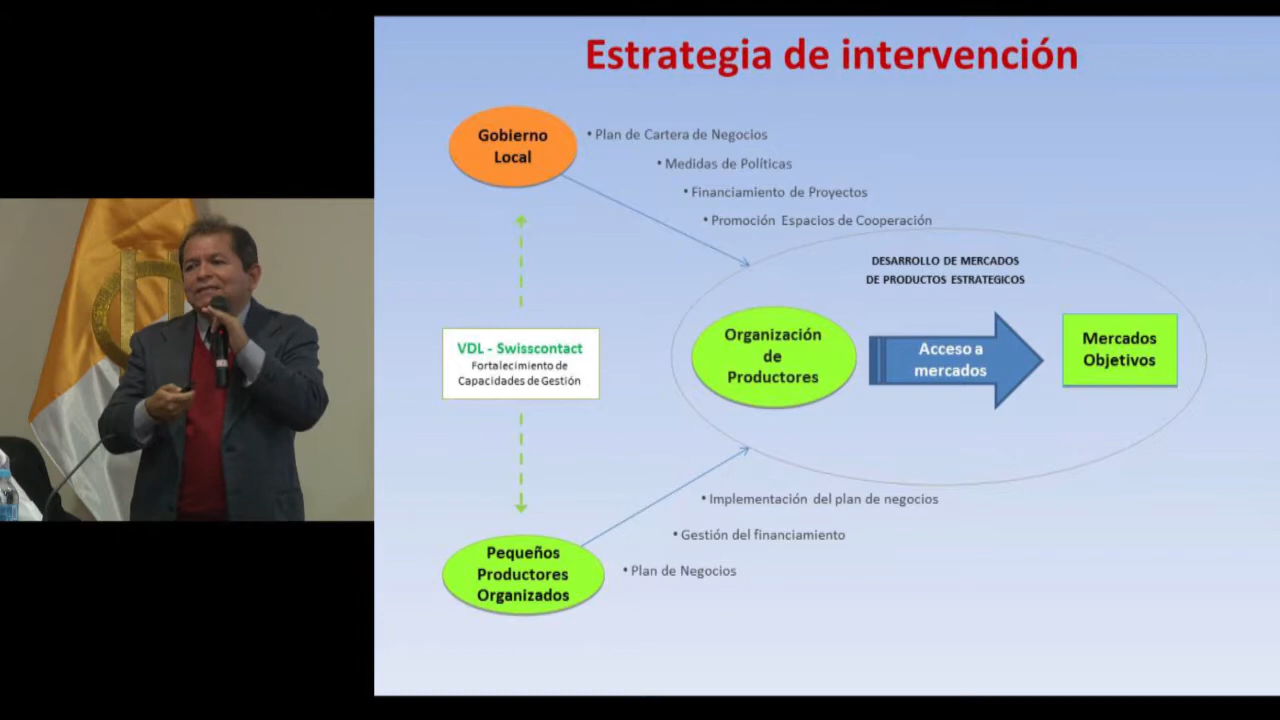 Estrategia de intervención
Gobierno
Local
• Plan de Cartera de Negocios
• Medidas de Políticas
• Financiamiento de Proyectos
• Promoción Espacios de Cooperación
DESARROLLO DE MERCADOS
DE PRODUCTOS ESTRATEGICOS
VDL - Swisscontact
Fortalecimiento de
Capacidades de Gestión
Organización
de
Productores
Acceso a
mercados
Mercados
Objetivos
• Implementación del plan de negocios
• Gestión del financiamiento
• Plan de Negocios
Pequeños
Productores
Organizados